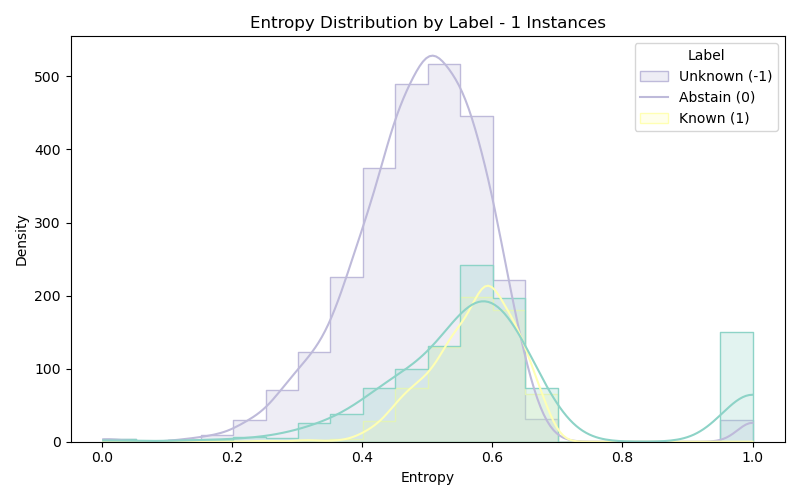 Entropy Distribution by Label - 1 Instances
Label
Unknown (-1)
Abstain (0)
Known (1)
Density
500
400
300
200
100
0
0.0 0.2 0.4 0.6 0.8 1.0
Entropy